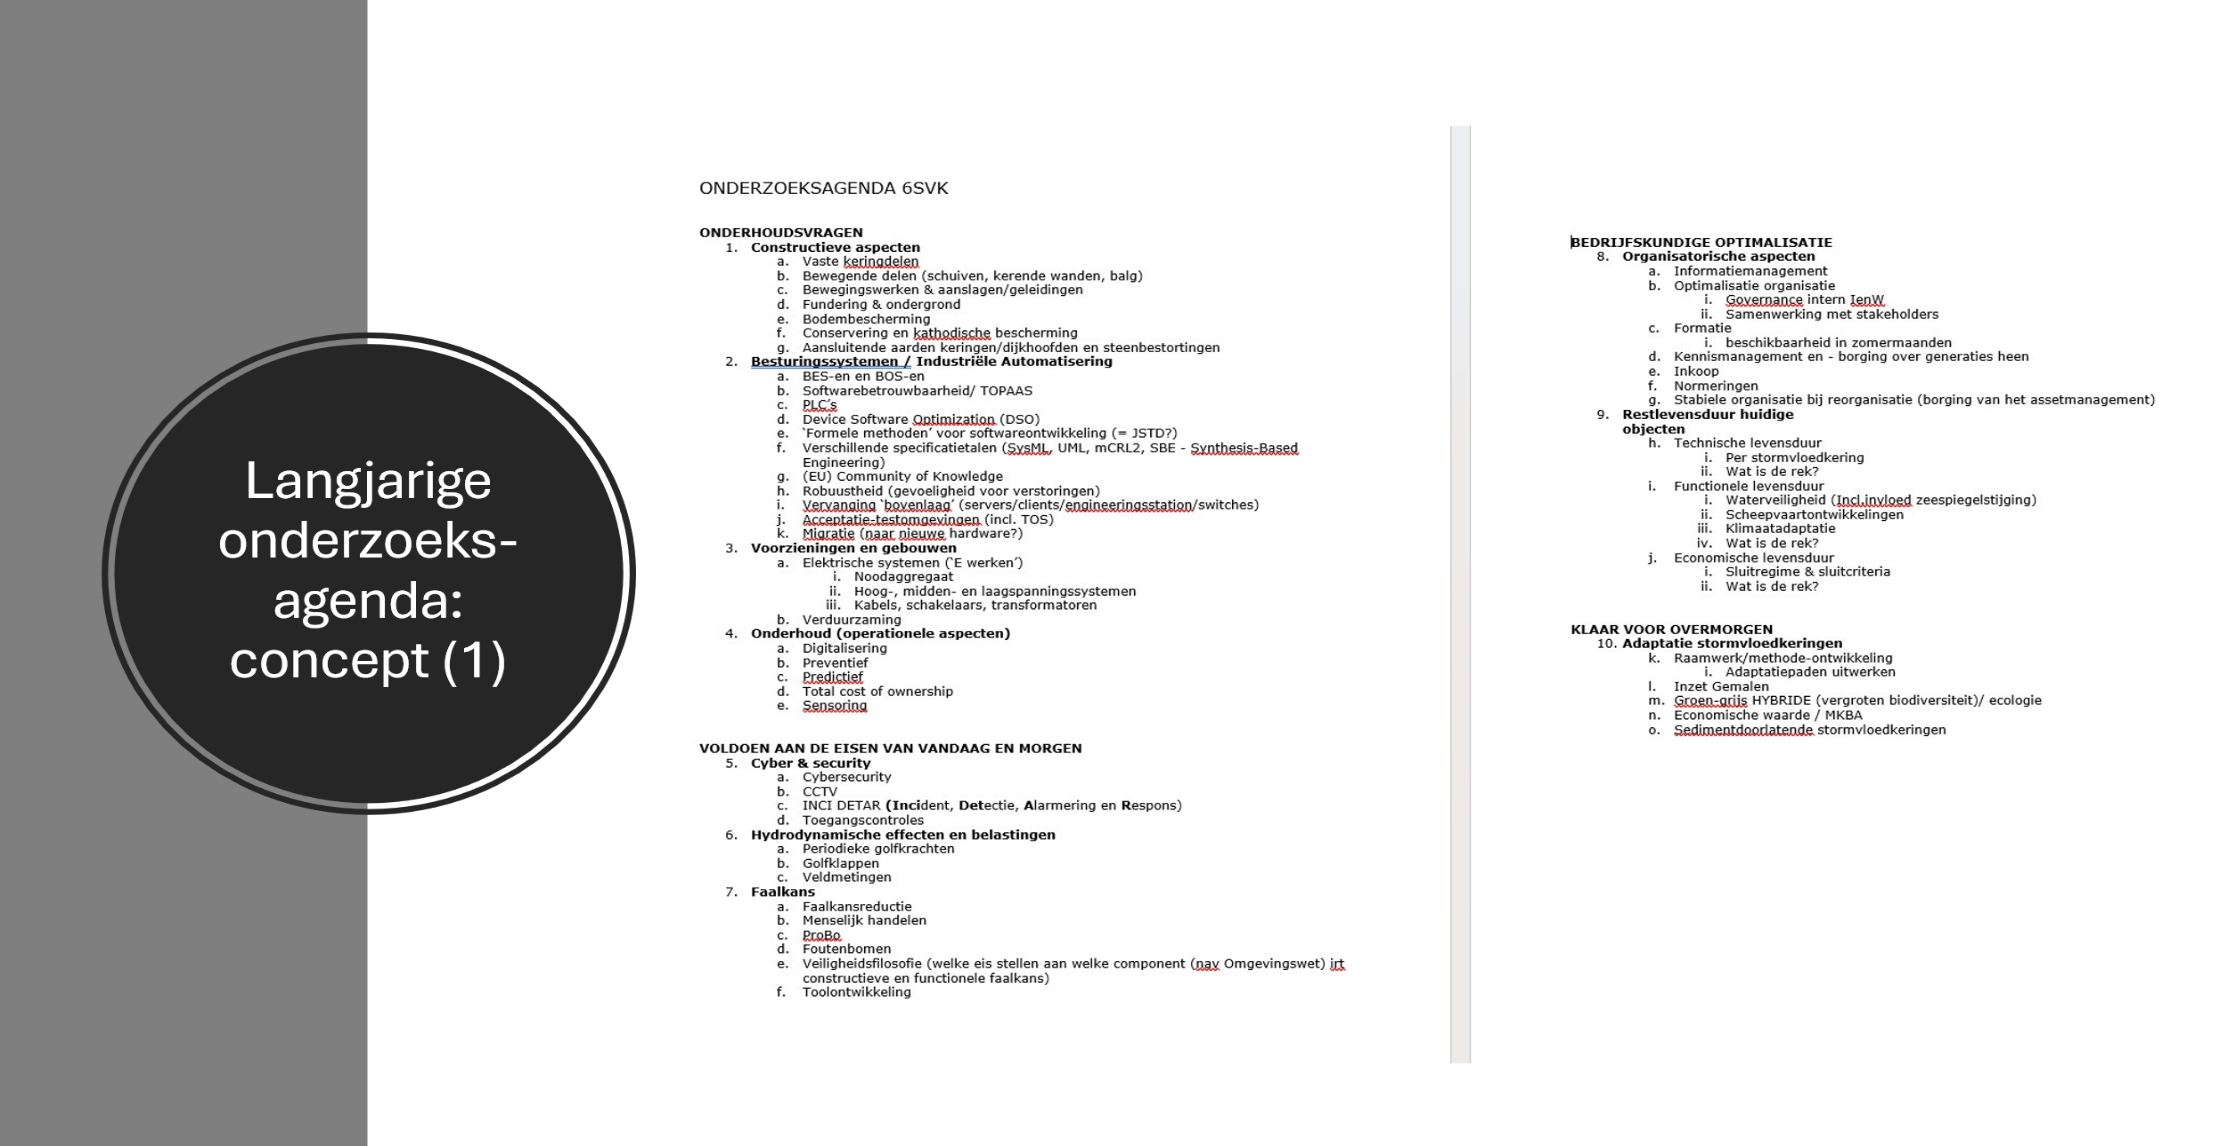 Langjarige
onderzoeks-
agenda:
concept (1)
ONDERZOEKSAGENDA 6SVK
ONDERHOUDSVRAGEN
1. Constructieve aspecten
a. Vaste keringdelen
b. Bewegende delen (schuiven, kerende wanden, balg)
c. Bewegingswerken & aanslagen/geleidingen
d. Fundering & ondergrond
e. Bodembescherming
f. Conservering en kathodische bescherming
g. Aansluitende aarden keringen/dijkhoofden en steenbestortingen
2. Besturingssystemen / Industriële Automatisering
a. BES-en en BOS-en
b. Softwarebetrouwbaarheid/ TOPAAS
c. PLC's
d. Device Software Optimization (DSO)
e. 'Formele methoden' voor softwareontwikkeling (= JSTD?)
f. Verschillende specificatietalen (SysML, UML, mCRL2, SBE - Synthesis-Based
Engineering)
g. (EU) Community of Knowledge
h. Robuustheid (gevoeligheid voor verstoringen)
i. Vervanging 'bovenlaag' (servers/clients/engineeringsstation/switches)
j. Acceptatie-testomgevingen (incl. TOS)
k. Migratie (naar nieuwe hardware?)
3. Voorzieningen en gebouwen
a. Elektrische systemen ('E werken')
i. Noodaggregaat
ii. Hoog-, midden- en laagspanningssystemen
iii. Kabels, schakelaars, transformatoren
b. Verduurzaming
4. Onderhoud (operationele aspecten)
a. Digitalisering
b. Preventief
c. Predictief
d. Total cost of ownership
e. Sensoring
VOLDOEN AAN DE EISEN VAN VANDAAG EN MORGEN
5. Cyber & security
a. Cybersecurity
b. CCTV
c. INCI DETAR (Incident, Detectie, Alarmering en Respons)
d. Toegangscontroles
6. Hydrodynamische effecten en belastingen
a. Periodieke golfkrachten
b. Golfklappen
c. Veldmetingen
7. Faalkans
a. Faalkansreductie
b. Menselijk handelen
c. ProBo
d. Foutenbomen
e. Veiligheidsfilosofie (welke eis stellen aan welke component (nav Omgevingswet) irt
constructieve en functionele faalkans)
f. Toolontwikkeling
BEDRIJFSKUNDIGE OPTIMALISATIE
8. Organisatorische aspecten
a. Informatiemanagement
b. Optimalisatie organisatie
i. Governance intern IenW
ii. Samenwerking met stakeholders
c. Formatie
i. beschikbaarheid in zomermaanden
d. Kennismanagement en - borging over generaties heen
e. Inkoop
f. Normeringen
g. Stabiele organisatie bij reorganisatie (borging van het assetmanagement)
9. Restlevensduur huidige
objecten
h. Technische levensduur
i. Per stormvloedkering
ii. Wat is de rek?
i. Functionele levensduur
i. Waterveiligheid (Incl.invloed zeespiegelstijging)
ii. Scheepvaartontwikkelingen
iii. Klimaatadaptatie
iv. Wat is de rek?
j. Economische levensduur
i. Sluitregime & sluitcriteria
ii. Wat is de rek?
KLAAR VOOR OVERMORGEN
10. Adaptatie stormvloedkeringen
k. Raamwerk/methode-ontwikkeling
i. Adaptatiepaden uitwerken
l. Inzet Gemalen
m. Groen-grijs HYBRIDE (vergroten biodiversiteit)/ ecologie
n. Economische waarde / MKBA
o. Sedimentdoorlatende stormvloedkeringen